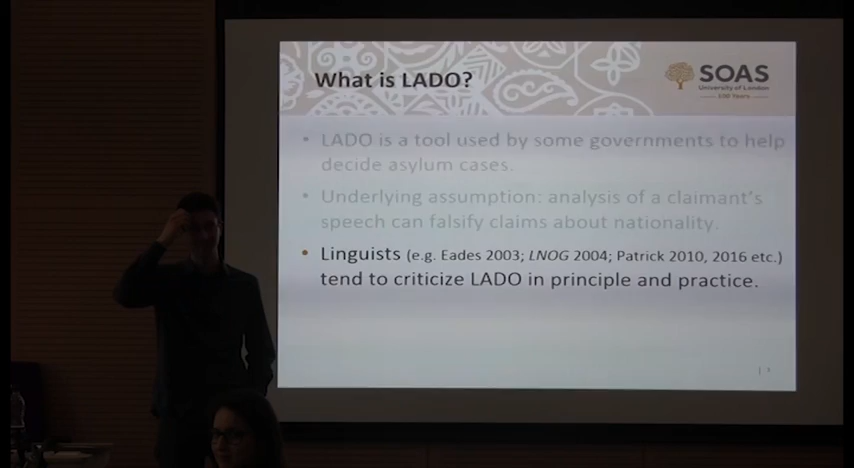 What is LADO?
SOAS
University of London
100 Years
• LADO is a tool used by some governments to help
decide asylum cases.
• Underlying assumption: analysis of a claimant's
speech can falsify claims about nationality.
• Linguists (e.g. Eades 2003; LNOG 2004; Patrick 2010, 2016 etc.)
tend to criticize LADO in principle and practice.